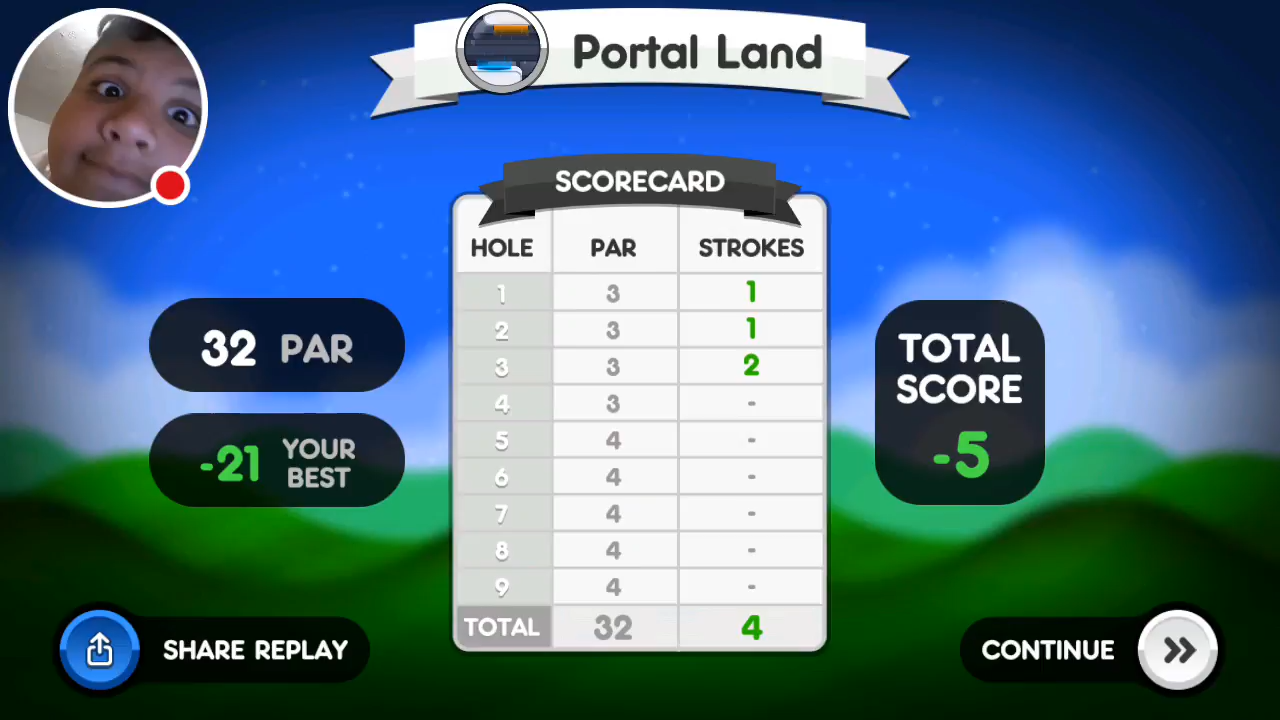 Portal Land
SCORECARD
HOLE PAR STROKES
1 3 1
2 3 1
3 3 2
4 3 -
5 4 -
6 4 -
7 4 -
8 4 -
9 4 -
TOTAL 32 4
32 PAR
-21 YOUR
BEST
TOTAL
SCORE
-5
SHARE REPLAY
CONTINUE